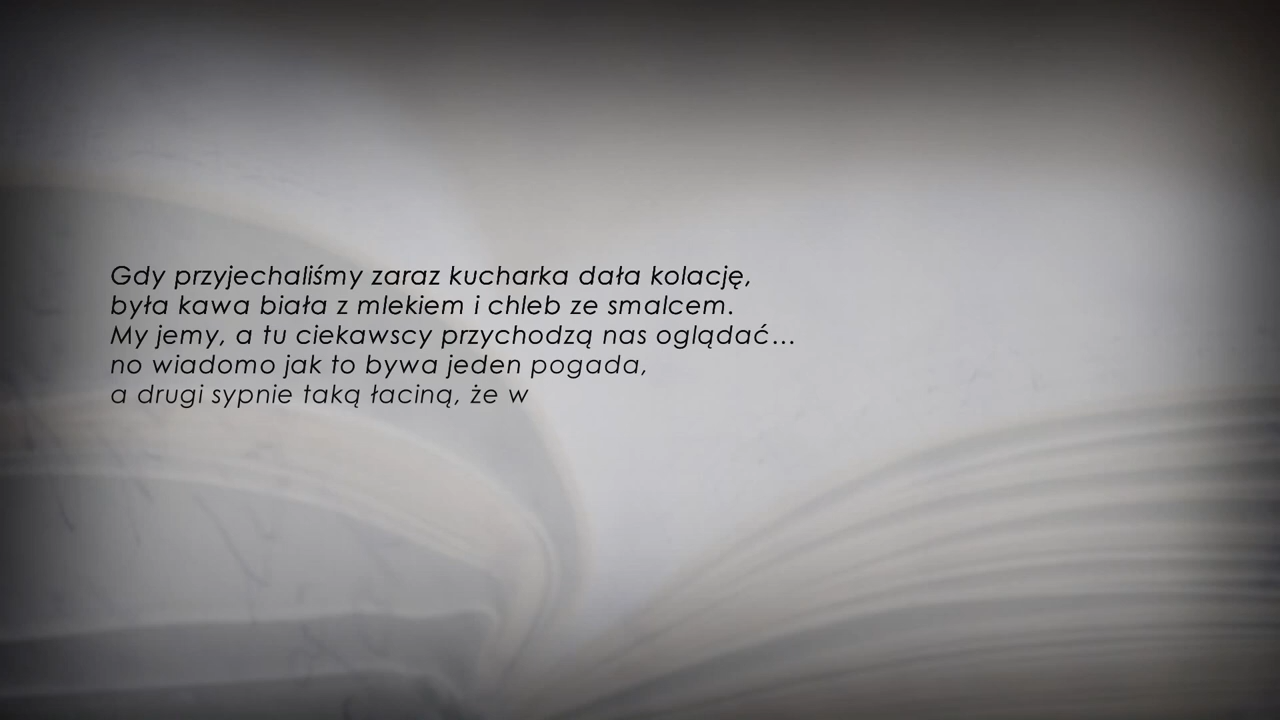 Gdy przyjechaliśmy zaraz kucharka dała kolację,
była kawa biała z mlekiem i chleb ze smalcem.
My jemy, a tu ciekawscy przychodzą nas oglądać...
no wiadomo jak to bywa jeden pogada,
a drugi sypnie taką łaciną, że w